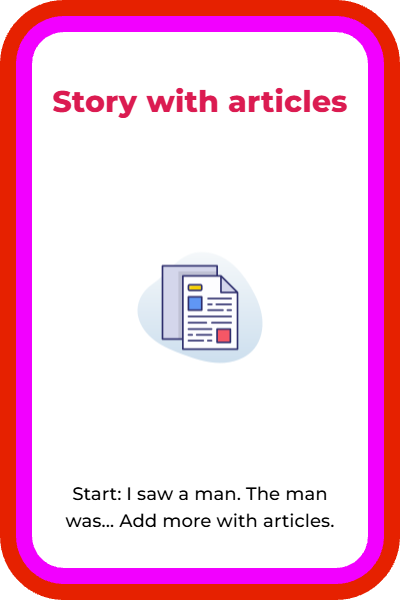 Story with articles
Start: I saw a man. The man
was... Add more with articles.